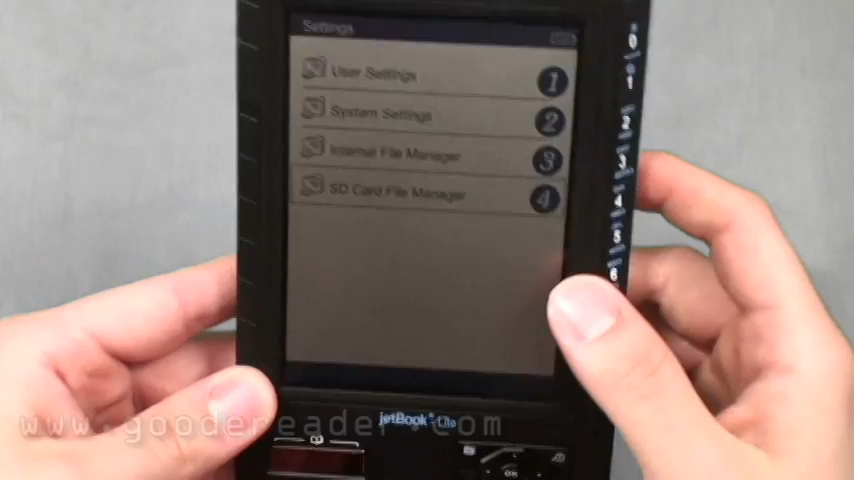 Settings
User Settings 1
System Settings 2
Internal File Manager 3
SD Card File Manager 4
0
1
2
3
4
5
6
jetBook Lite
www.goodereader.com
OK